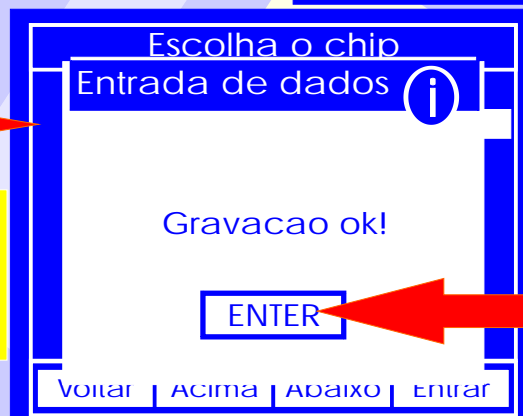 Escolha o chip
Entrada de dados i
Gravacao ok!
ENTER
Voltar Acima Abaixo Entrar